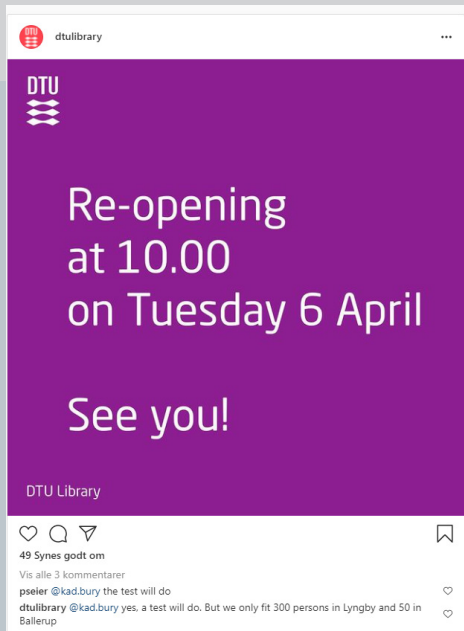 dtulibrary
DTU
DTU
Re-opening
at 10.00
on Tuesday 6 April
See you!
DTU Library
49 Synes godt om
Vis alle 3 kommentarer
pseier @kad.bury the test will do
dtulibrary @kad.bury yes, a test will do. But we only fit 300 persons in Lyngby and 50 in
Ballerup